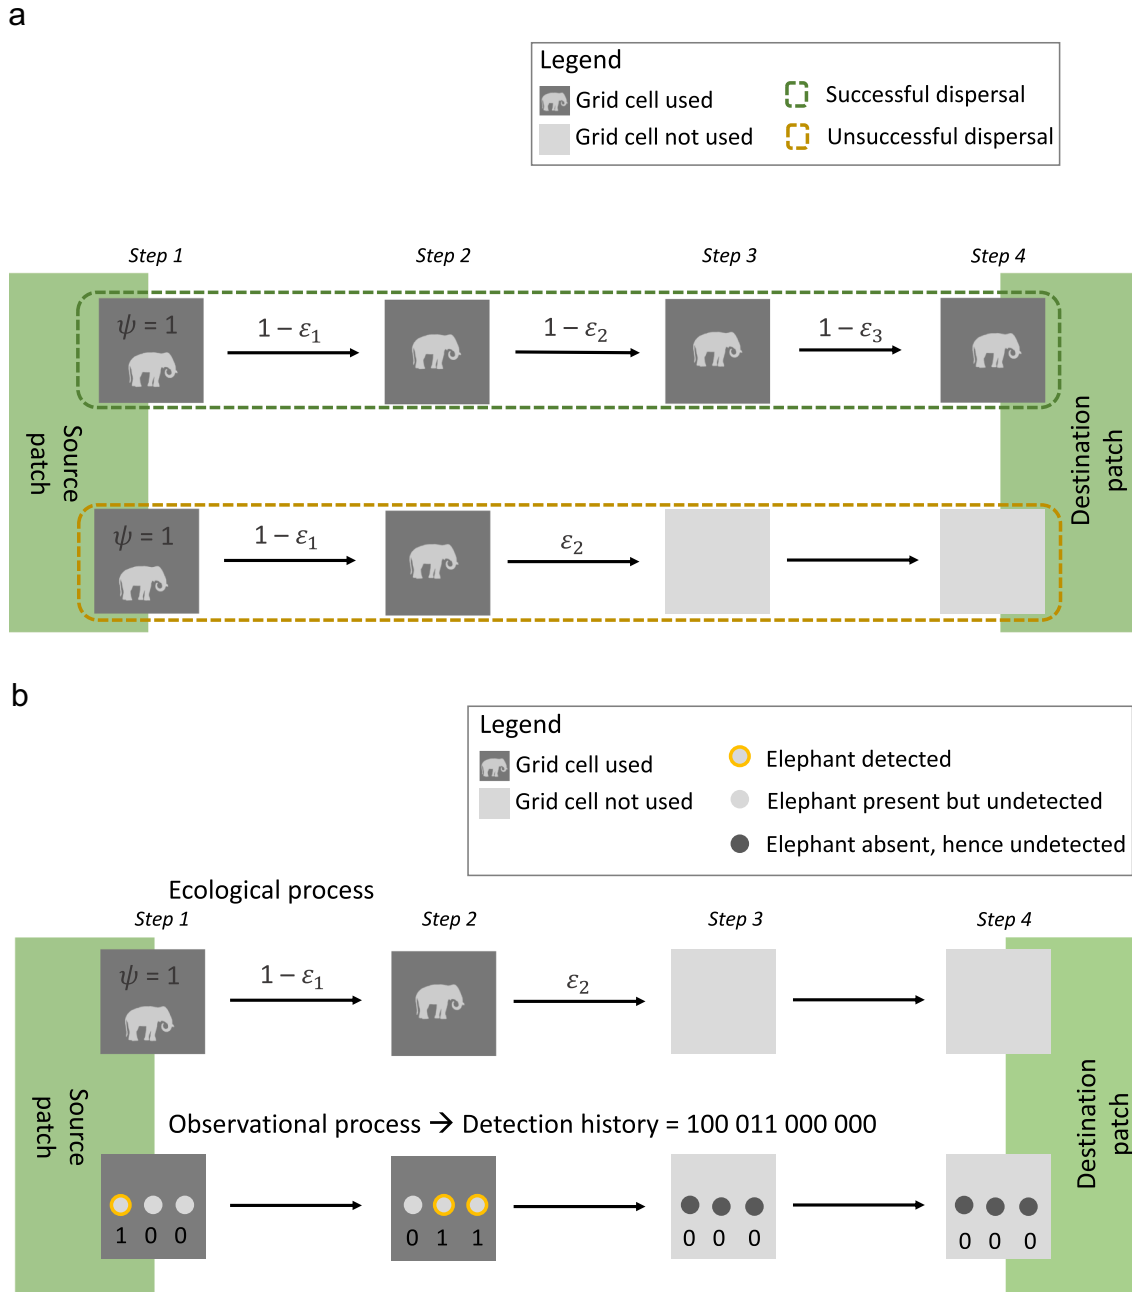 a
Legend
Grid cell used
Grid cell not used
Successful dispersal
Unsuccessful dispersal
Step 1
Step 2
Step 3
Step 4
Source
patch
ψ = 1
1 − ε₁
1 − ε₂
1 − ε₃
Destination
patch
ψ = 1
1 − ε₁
ε₂
b
Legend
Grid cell used
Grid cell not used
Elephant detected
Elephant present but undetected
Elephant absent, hence undetected
Ecological process
Step 1
Step 2
Step 3
Step 4
Source
patch
ψ = 1
1 − ε₁
ε₂
Destination
patch
Observational process → Detection history = 100 011 000 000
1 0 0
0 1 1
0 0 0
0 0 0